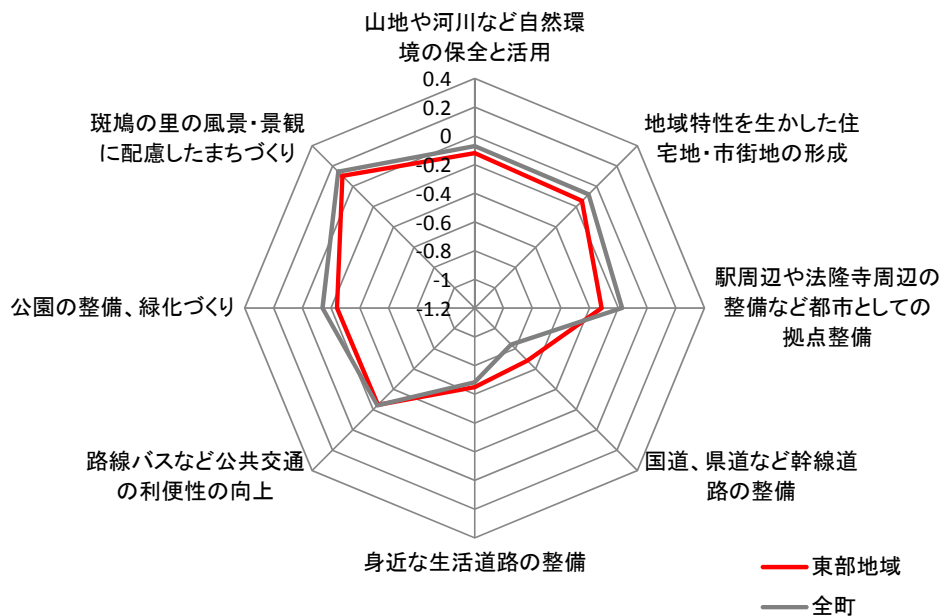 山地や河川など自然環
境の保全と活用
0.4
0.2
0
-0.2
-0.4
-0.6
-0.8
-1
-1.2
地域特性を生かした住
宅地・市街地の形成
駅周辺や法隆寺周辺の
整備など都市としての
拠点整備
国道、県道など幹線道
路の整備
身近な生活道路の整備
路線バスなど公共交通
の利便性の向上
公園の整備、緑化づくり
斑鳩の里の風景・景観
に配慮したまちづくり
東部地域
全町